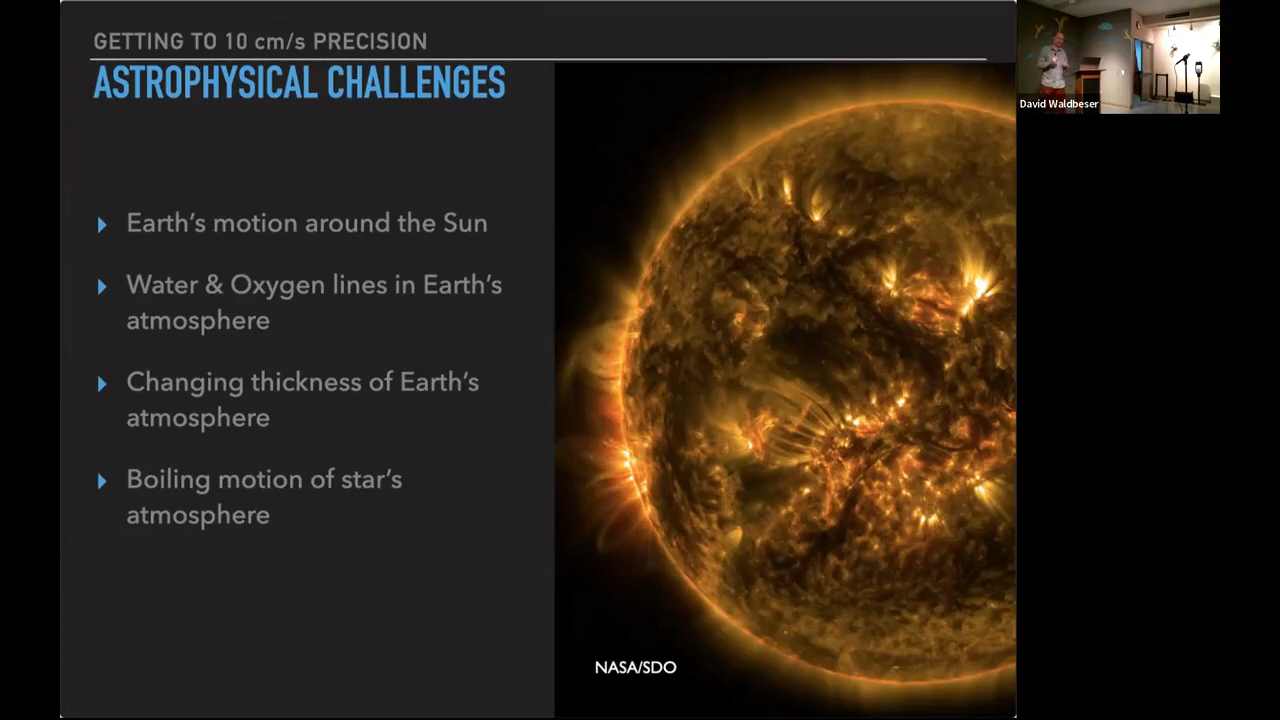 GETTING TO 10 cm/s PRECISION
ASTROPHYSICAL CHALLENGES
Earth's motion around the Sun
Water & Oxygen lines in Earth's
atmosphere
Changing thickness of Earth's
atmosphere
Boiling motion of star's
atmosphere
NASA/SDO
David Waldbeser